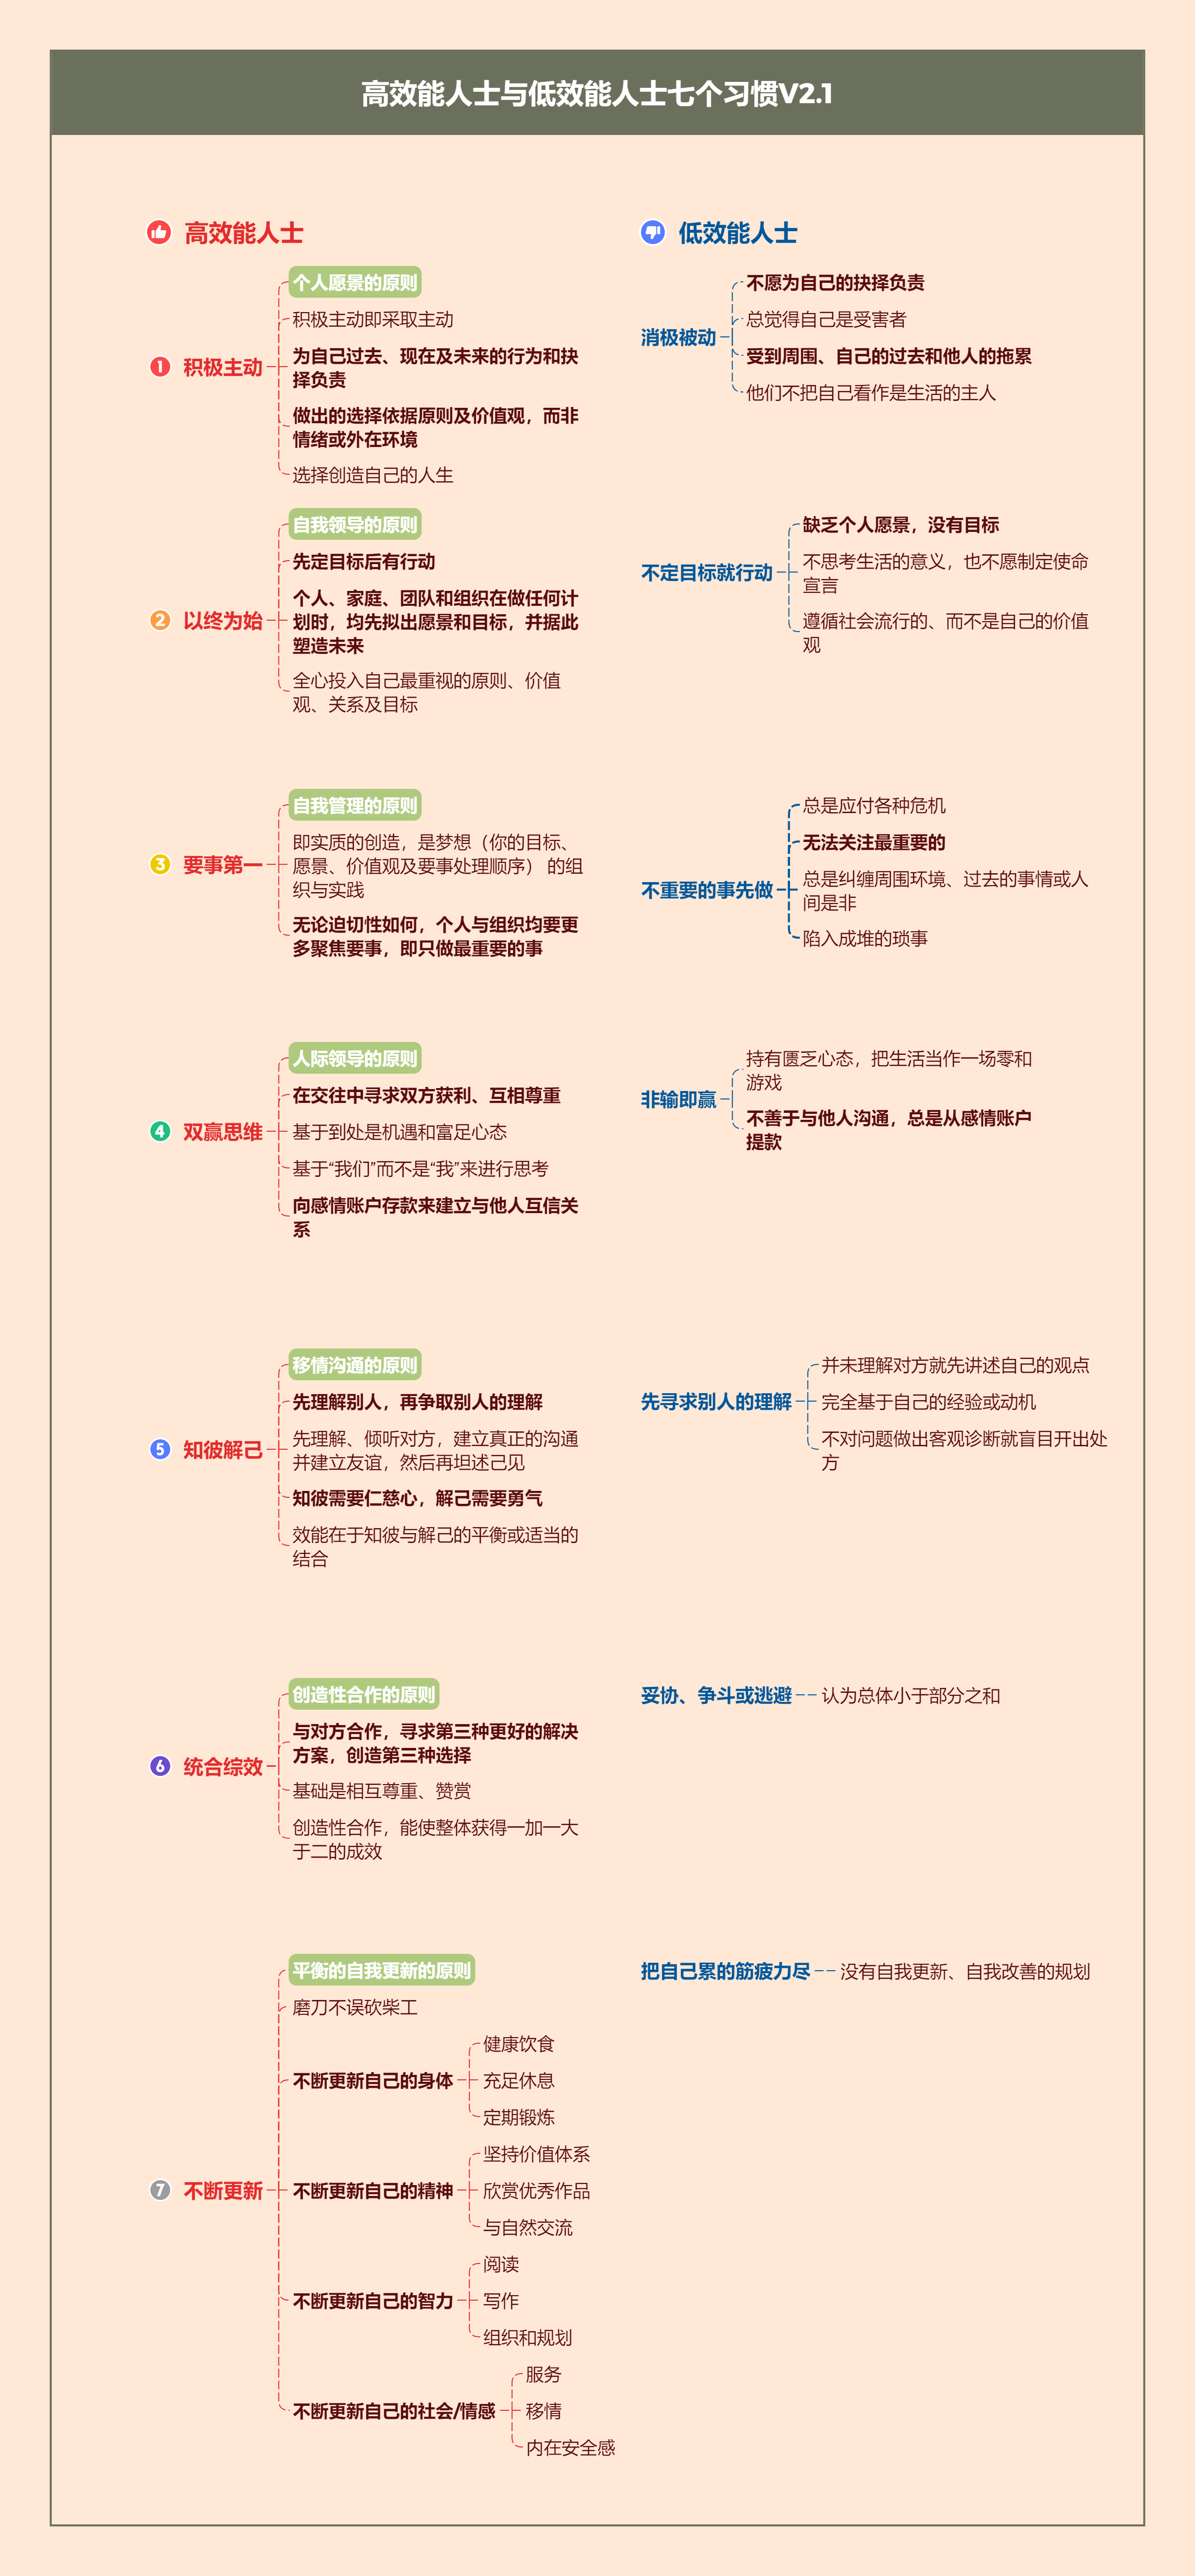 高效能人士与低效能人士七个习惯V2.1
高效能人士
1
积极主动
个人愿景的原则
积极主动即采取主动
为自己过去、现在及未来的行为和抉
择负责
做出的选择依据原则及价值观，而非
情绪或外在环境
选择创造自己的人生
2
以终为始
自我领导的原则
先定目标后有行动
个人、家庭、团队和组织在做任何计
划时，均先拟出愿景和目标，并据此
塑造未来
全心投入自己最重视的原则、价值
观、关系及目标
3
要事第一
自我管理的原则
即实质的创造，是梦想（你的目标、
愿景、价值观及要事处理顺序） 的组
织与实践
无论迫切性如何，个人与组织均要更
多聚焦要事，即只做最重要的事
4
双赢思维
人际领导的原则
在交往中寻求双方获利、互相尊重
基于到处是机遇和富足心态
基于“我们”而不是“我”来进行思考
向感情账户存款来建立与他人互信关
系
5
知彼解己
移情沟通的原则
先理解别人，再争取别人的理解
先理解、倾听对方，建立真正的沟通
并建立友谊，然后再坦述己见
知彼需要仁慈心，解己需要勇气
效能在于知彼与解己的平衡或适当的
结合
6
统合综效
创造性合作的原则
与对方合作，寻求第三种更好的解决
方案，创造第三种选择
基础是相互尊重、赞赏
创造性合作，能使整体获得一加一大
于二的成效
7
不断更新
平衡的自我更新的原则
磨刀不误砍柴工
不断更新自己的身体
健康饮食
充足休息
定期锻炼
不断更新自己的精神
坚持价值体系
欣赏优秀作品
与自然交流
不断更新自己的智力
阅读
写作
组织和规划
不断更新自己的社会/情感
服务
移情
内在安全感
低效能人士
消极被动
不愿为自己的抉择负责
总觉得自己是受害者
受到周围、自己的过去和他人的拖累
他们不把自己看作是生活的主人
不定目标就行动
缺乏个人愿景，没有目标
不思考生活的意义，也不愿制定使命
宣言
遵循社会流行的、而不是自己的价值
观
不重要的事先做
总是应付各种危机
无法关注最重要的
总是纠缠周围环境、过去的事情或人
间是非
陷入成堆的琐事
非输即赢
持有匮乏心态，把生活当作一场零和
游戏
不善于与他人沟通，总是从感情账户
提款
先寻求别人的理解
并未理解对方就先讲述自己的观点
完全基于自己的经验或动机
不对问题做出客观诊断就盲目开出处
方
妥协、争斗或逃避
认为总体小于部分之和
把自己累的筋疲力尽
没有自我更新、自我改善的规划